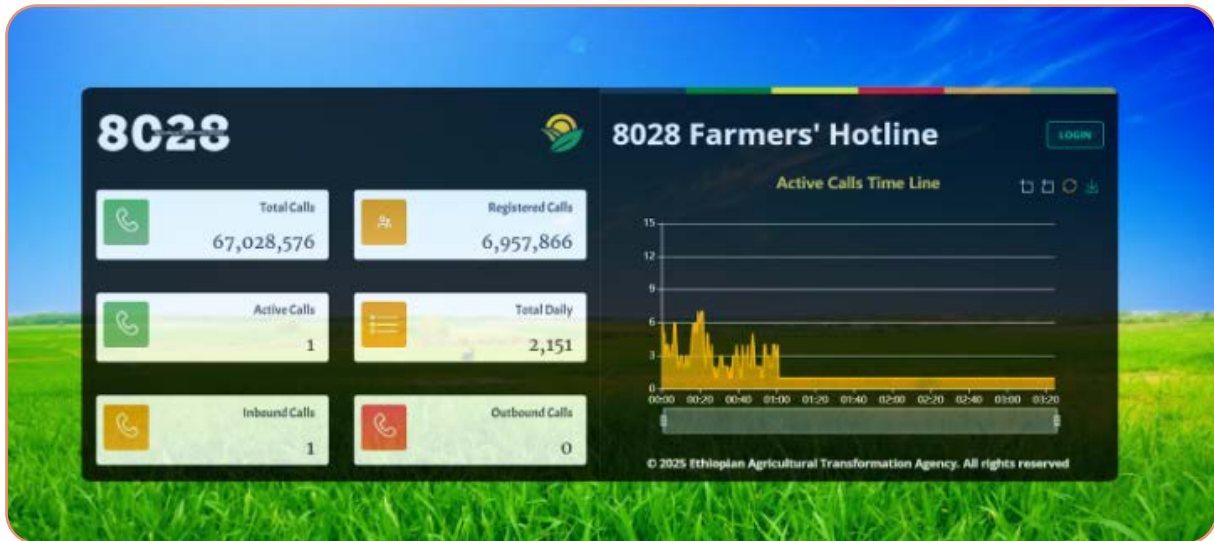 8028
Total Calls
67,028,576
Registered Calls
6,957,866
Active Calls
1
Total Daily
2,151
Inbound Calls
1
Outbound Calls
0
8028 Farmers' Hotline
LOGIN
Active Calls Time Line
15
12
9
6
3
0
00:00 00:20 00:40 01:00 01:20 01:40 02:00 02:20 02:40 03:00 03:20
© 2025 Ethiopian Agricultural Transformation Agency. All rights reserved